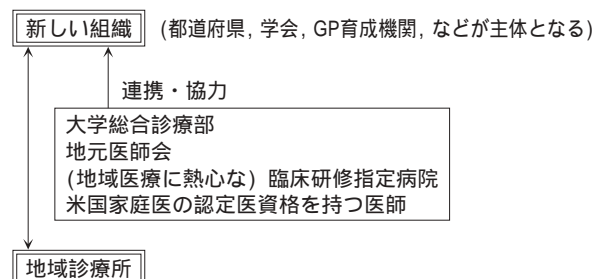 新しい組織 (都道府県, 学会, GP育成機関, などが主体となる)
連携・協力
大学総合診療部
地元医師会
(地域医療に熱心な) 臨床研修指定病院
米国家庭医の認定医資格を持つ医師
地域診療所